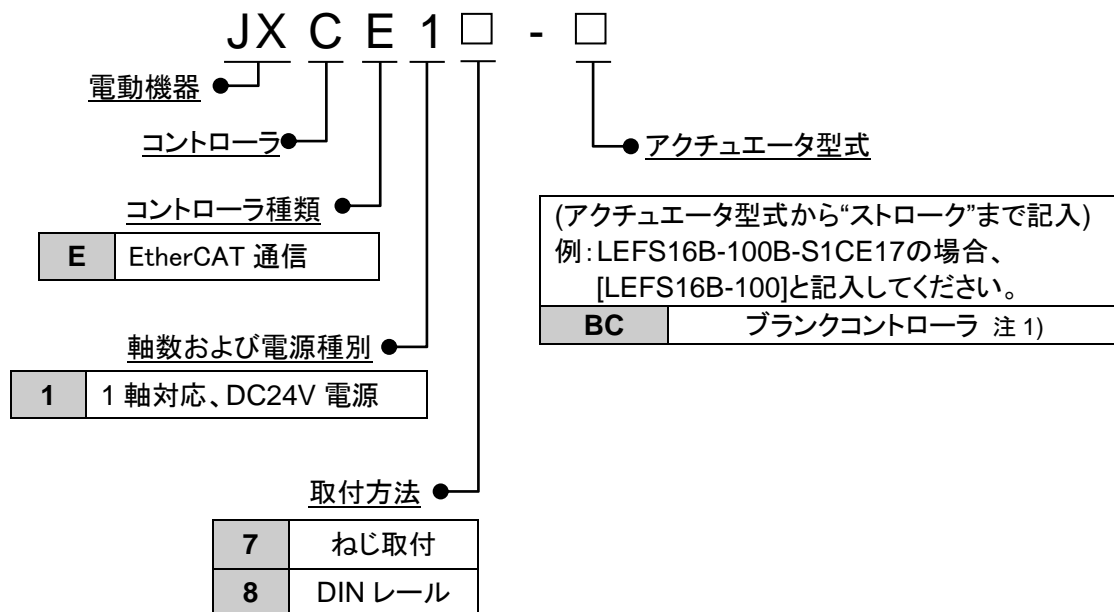 JX C E 1 □ - □
電動機器
コントローラ
アクチュエータ型式
コントローラ種類
E EtherCAT 通信
(アクチュエータ型式から“ストローク”まで記入)
例:LEFS16B-100B-S1CE17の場合、
[LEFS16B-100]と記入してください。
BC ブランクコントローラ 注 1)
軸数および電源種別
1 1 軸対応、DC24V 電源
取付方法
7 ねじ取付
8 DIN レール